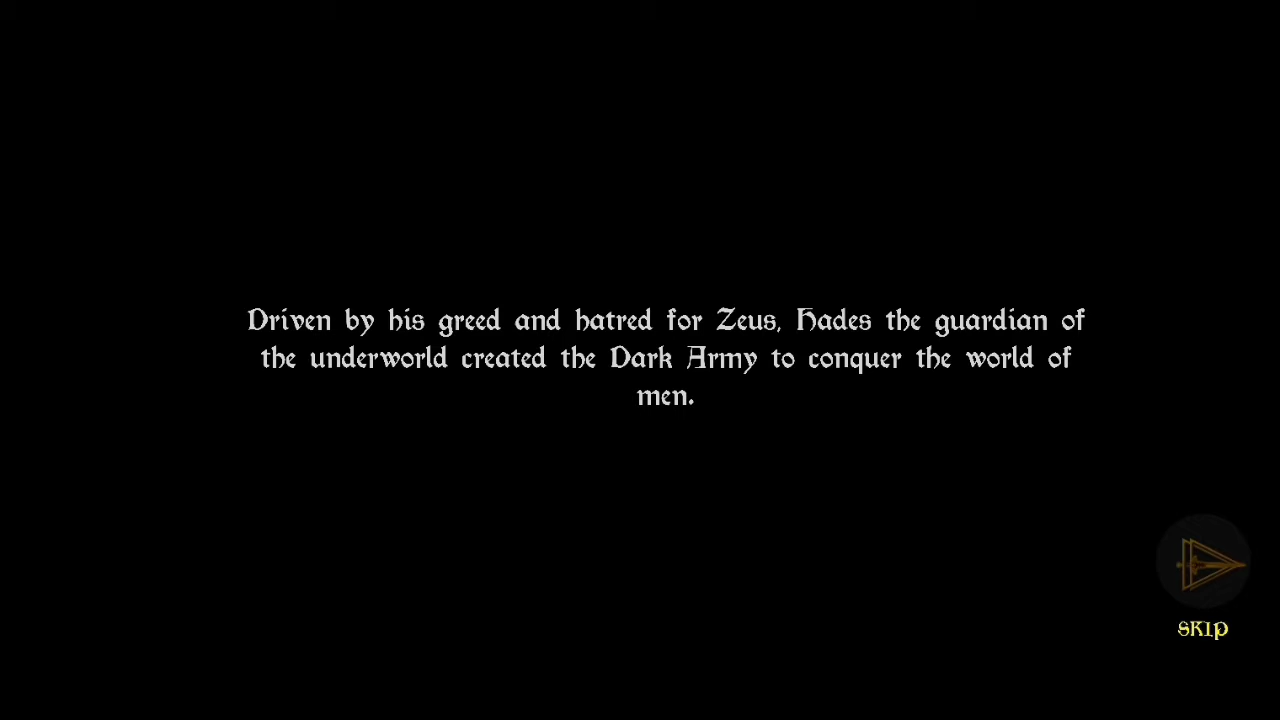 Driven by his greed and hatred for Zeus, Hades the guardian of
the underworld created the Dark Army to conquer the world of
men.
SKIP